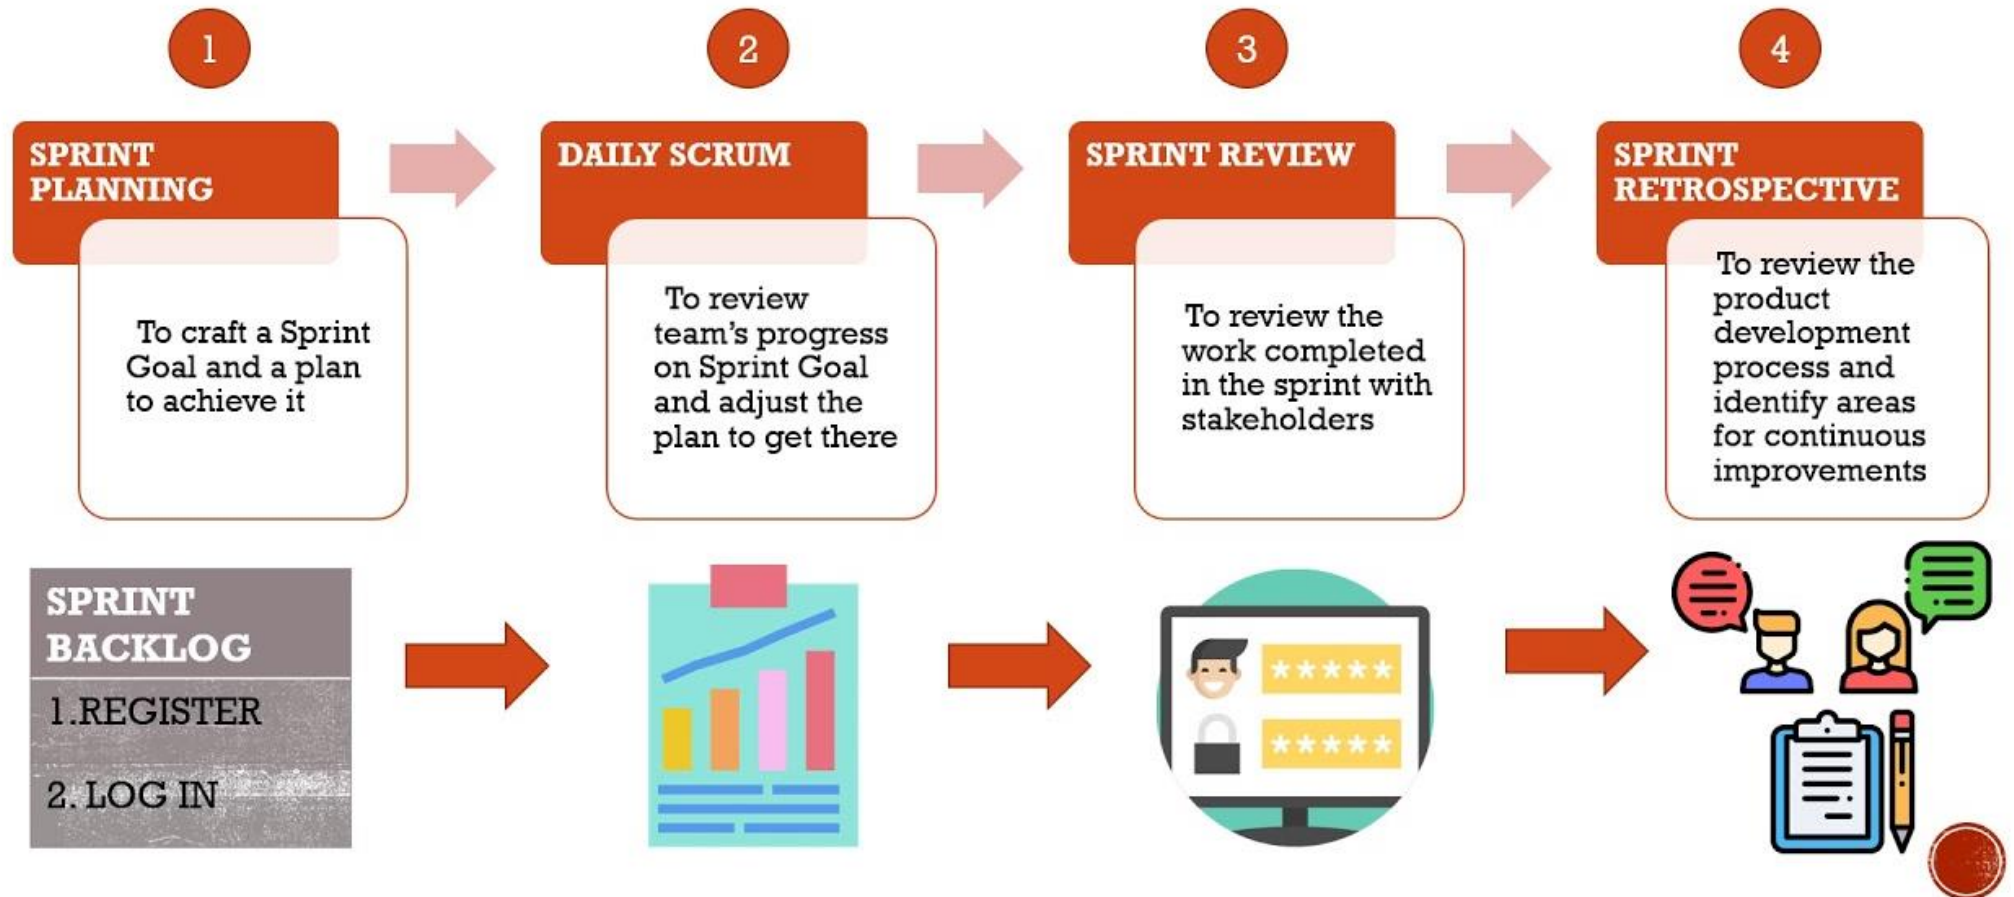 1
SPRINT
PLANNING
To craft a Sprint
Goal and a plan
to achieve it
2
DAILY SCRUM
To review
team's progress
on Sprint Goal
and adjust the
plan to get there
3
SPRINT REVIEW
To review the
work completed
in the sprint with
stakeholders
4
SPRINT
RETROSPECTIVE
To review the
product
development
process and
identify areas
for continuous
improvements
SPRINT
BACKLOG
1.REGISTER
2. LOG IN
*****
*****